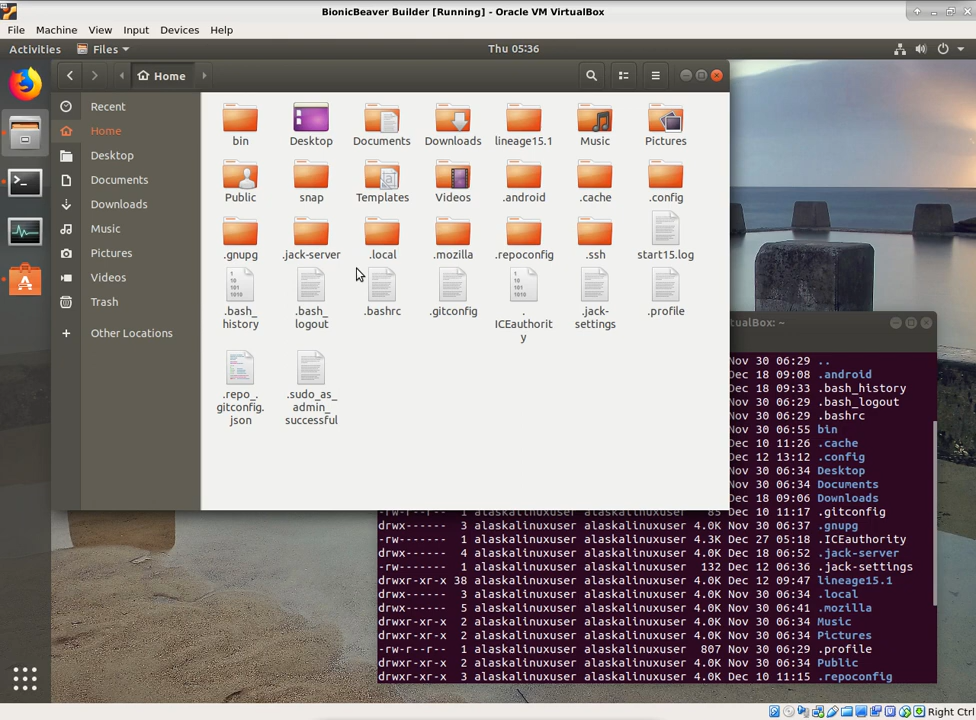 BionicBeaver Builder [Running] - Oracle VM VirtualBox
File Machine View Input Devices Help
Activities Files Thu 05:36
Home
Recent
Home
Desktop
Documents
Downloads
Music
Pictures
Videos
Trash
Other Locations
bin Desktop Documents Downloads lineage15.1 Music Pictures
Public snap Templates Videos .android .cache .config
.gnupg .jack-server .local .mozilla .repoconfig .ssh start15.log
.bash_
history
.bash_
logout
.bashrc
.gitconfig
.
ICEauthorit
y
.jack-
settings
.profile
.repo_.
gitconfig.
json
.sudo_as_
admin_
successful
tualBox: ~
Nov 30 06:29 ..
Dec 18 09:08 .android
Dec 18 09:33 .bash_history
Nov 30 06:29 .bash_logout
Nov 30 06:29 .bashrc
Nov 30 06:55 bin
Dec 10 11:26 .cache
Dec 12 13:12 .config
Nov 30 06:34 Desktop
Nov 30 06:34 Documents
Dec 18 09:06 Downloads
-rw-r--r-- 1 alaskalinuxuser alaskalinuxuser 85 Dec 10 11:17 .gitconfig
drwx------ 3 alaskalinuxuser alaskalinuxuser 4.0K Nov 30 06:37 .gnupg
-rw------- 1 alaskalinuxuser alaskalinuxuser 4.3K Dec 27 05:18 .ICEauthority
drwx------ 4 alaskalinuxuser alaskalinuxuser 4.0K Dec 18 06:52 .jack-server
-rw------- 1 alaskalinuxuser alaskalinuxuser 132 Dec 12 06:36 .jack-settings
drwxr-xr-x 38 alaskalinuxuser alaskalinuxuser 4.0K Dec 12 09:47 lineage15.1
drwx------ 3 alaskalinuxuser alaskalinuxuser 4.0K Nov 30 06:34 .local
drwx------ 5 alaskalinuxuser alaskalinuxuser 4.0K Nov 30 06:41 .mozilla
drwxr-xr-x 2 alaskalinuxuser alaskalinuxuser 4.0K Nov 30 06:34 Music
drwxr-xr-x 2 alaskalinuxuser alaskalinuxuser 4.0K Nov 30 06:34 Pictures
-rw-r--r-- 1 alaskalinuxuser alaskalinuxuser 807 Nov 30 06:29 .profile
drwxr-xr-x 2 alaskalinuxuser alaskalinuxuser 4.0K Nov 30 06:34 Public
drwxr-xr-x 3 alaskalinuxuser alaskalinuxuser 4.0K Dec 10 11:15 .repoconfig
Right Ctrl